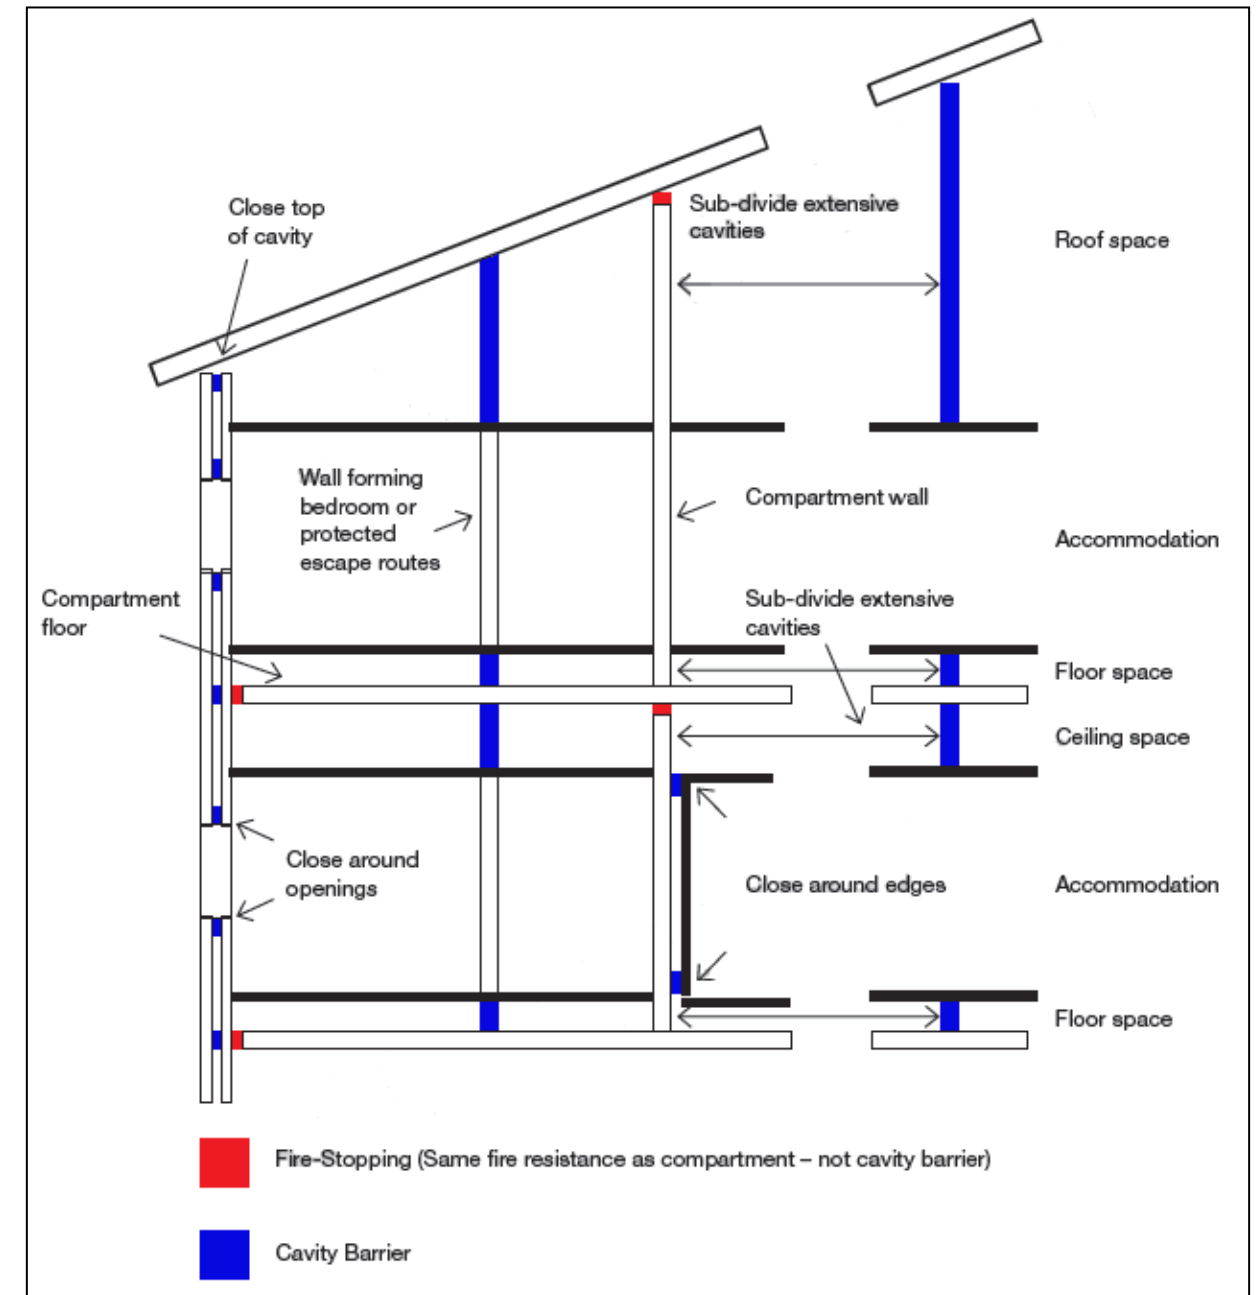 Close top
of cavity
Sub-divide extensive
cavities
Roof space
Wall forming
bedroom or
protected
escape routes
Compartment wall
Accommodation
Compartment
floor
Sub-divide extensive
cavities
Floor space
Ceiling space
Close around
openings
Close around edges
Accommodation
Floor space
Fire-Stopping (Same fire resistance as compartment – not cavity barrier)
Cavity Barrier